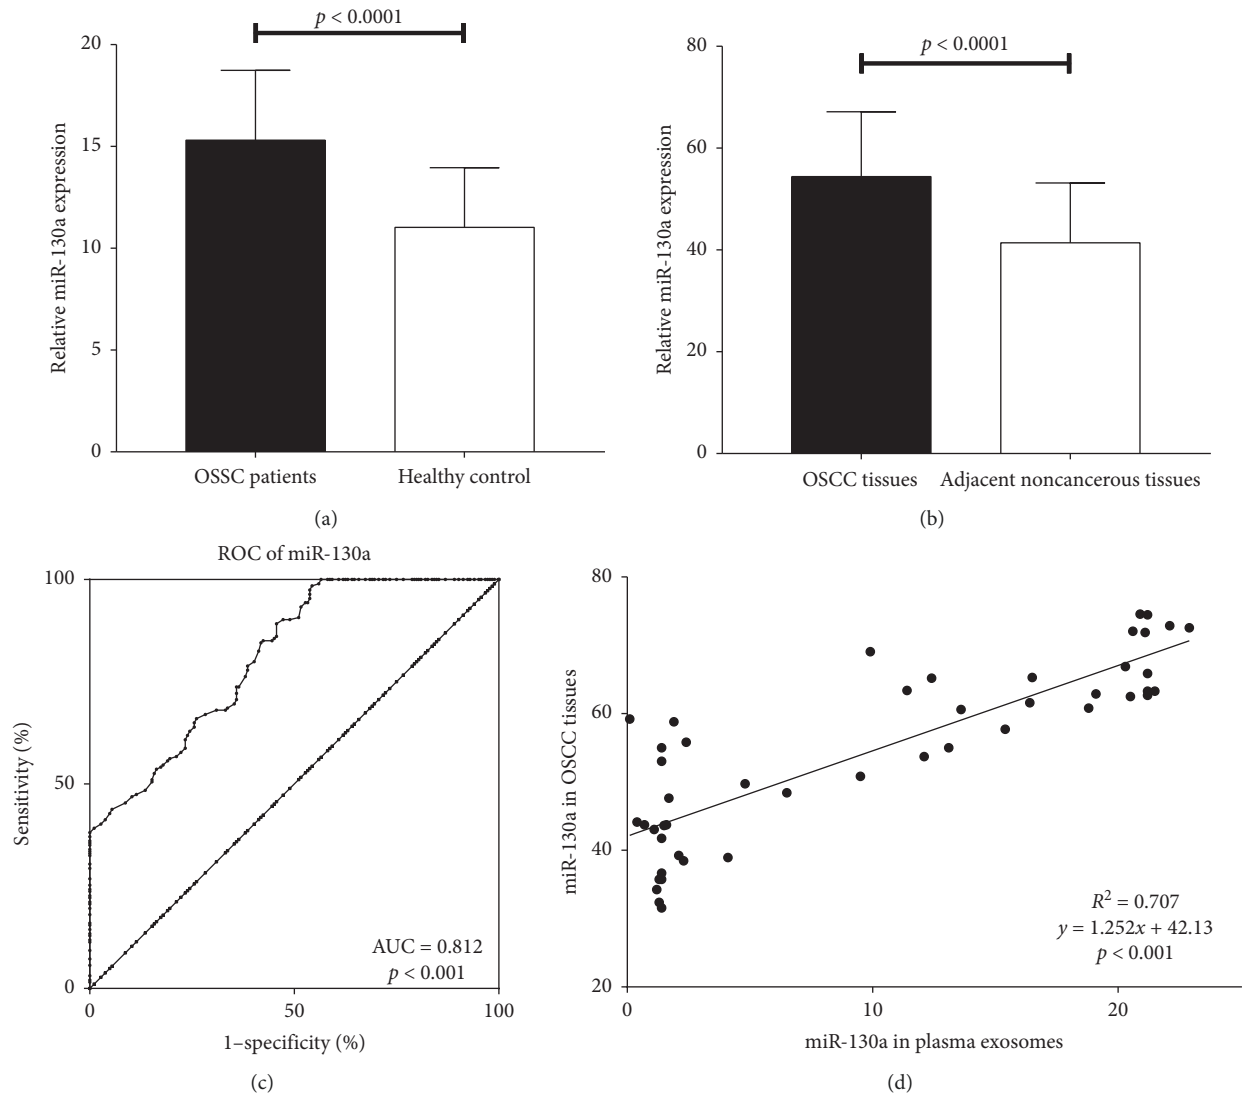 p < 0.0001
20
15
10
5
0
Relative miR-130a expression
OSSC patients
Healthy control
(a)
p < 0.0001
80
60
40
20
0
Relative miR-130a expression
OSCC tissues
Adjacent noncancerous tissues
(b)
ROC of miR-130a
100
50
0
Sensitivity (%)
AUC = 0.812
p < 0.001
0
50
100
1–specificity (%)
(c)
80
60
40
20
miR-130a in OSCC tissues
R² = 0.707
y = 1.252x + 42.13
p < 0.001
0
10
20
miR-130a in plasma exosomes
(d)